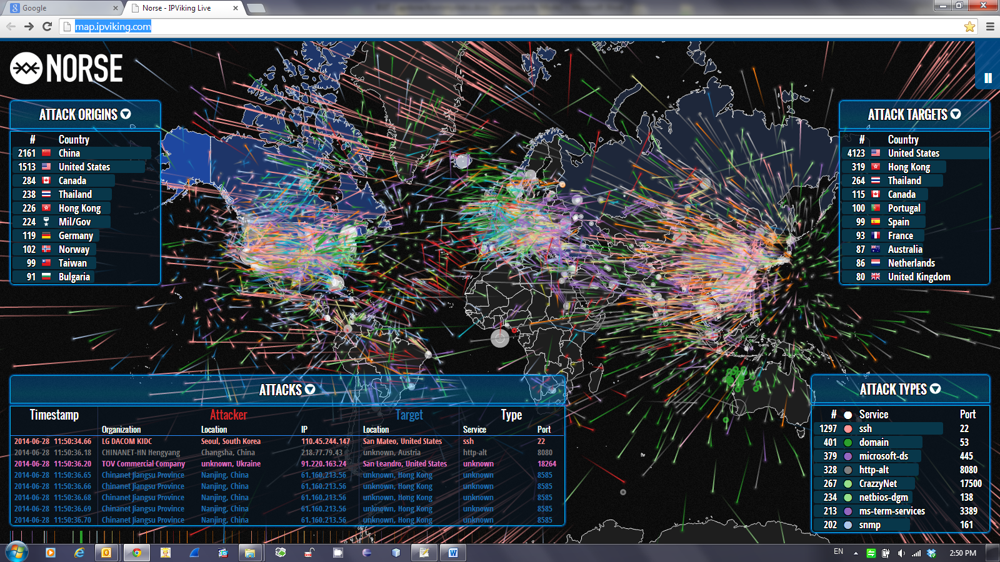 Google
Norse - IPViking Live
map.ipviking.com
NORSE
ATTACK ORIGINS
# Country
2161 China
1513 United States
284 Canada
238 Thailand
226 Hong Kong
224 Mil/Gov
119 Germany
102 Norway
99 Taiwan
91 Bulgaria
ATTACK TARGETS
# Country
4123 United States
319 Hong Kong
264 Thailand
115 Canada
100 Portugal
99 Spain
93 France
87 Australia
86 Netherlands
80 United Kingdom
ATTACKS
Timestamp Attacker Target Type
Organization Location IP Location Service Port
2014-06-28 11:50:34.66 LG DACOM KIDC Seoul, South Korea 110.45.244.147 San Mateo, United States ssh 22
2014-06-28 11:50:36.18 CHINANET-HN Hengyang Changsha, China 218.77.79.43 unknown, Austria http-alt 8080
2014-06-28 11:50:36.20 TOV Commercial Company unknown, Ukraine 91.220.163.24 San Leandro, United States unknown 18264
2014-06-28 11:50:36.65 Chinanet Jiangsu Province Nanjing, China 61.160.213.56 unknown, Hong Kong unknown 8585
2014-06-28 11:50:36.66 Chinanet Jiangsu Province Nanjing, China 61.160.213.56 unknown, Hong Kong unknown 8585
2014-06-28 11:50:36.68 Chinanet Jiangsu Province Nanjing, China 61.160.213.56 unknown, Hong Kong unknown 8585
2014-06-28 11:50:36.69 Chinanet Jiangsu Province Nanjing, China 61.160.213.56 unknown, Hong Kong unknown 8585
2014-06-28 11:50:36.70 Chinanet Jiangsu Province Nanjing, China 61.160.213.56 unknown, Hong Kong unknown 8585
ATTACK TYPES
# Service Port
1297 ssh 22
401 domain 53
379 microsoft-ds 445
328 http-alt 8080
267 CrazzyNet 17500
234 netbios-dgm 138
213 ms-term-services 3389
202 snmp 161
EN
2:50 PM